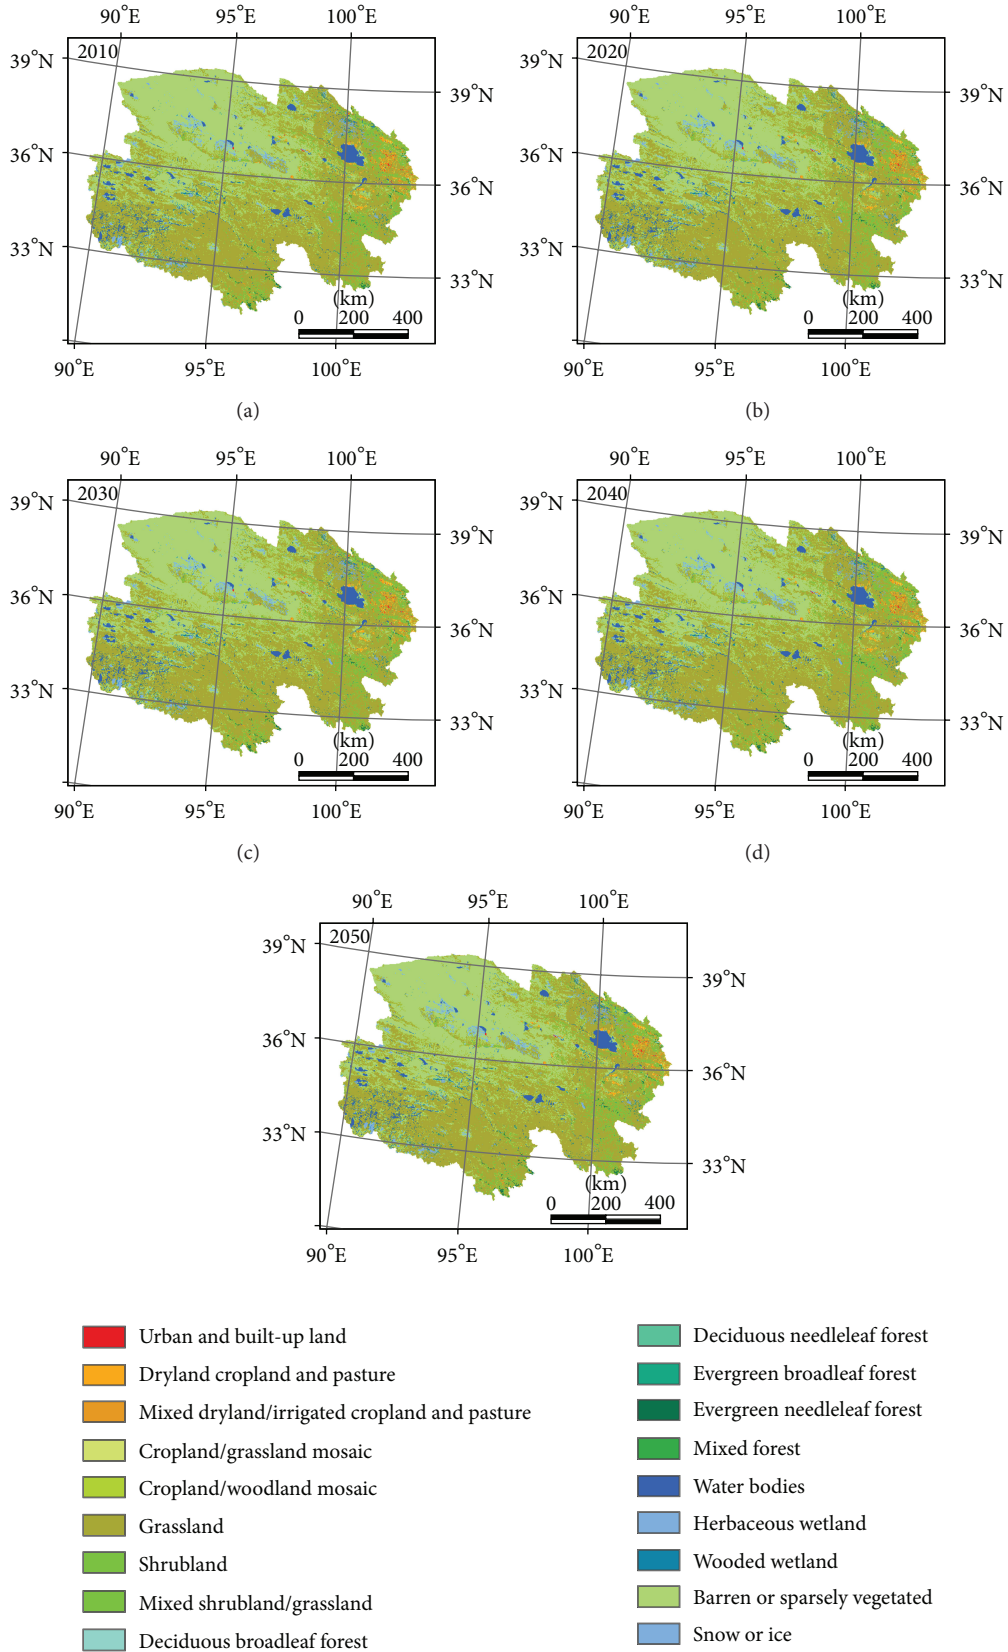 90°E 95°E 100°E 90°E 95°E 100°E
2010 2020
39°N 39°N 39°N 39°N
36°N 36°N 36°N 36°N
33°N 33°N 33°N 33°N
(km) (km)
0 200 400 0 200 400
90°E 95°E 100°E 90°E 95°E 100°E
(a) (b)
90°E 95°E 100°E 90°E 95°E 100°E
2030 2040
39°N 39°N 39°N 39°N
36°N 36°N 36°N 36°N
33°N 33°N 33°N 33°N
(km) (km)
0 200 400 0 200 400
90°E 95°E 100°E 90°E 95°E 100°E
(c) (d)
90°E 95°E 100°E
2050
39°N 39°N
36°N 36°N
33°N 33°N
(km)
0 200 400
90°E 95°E 100°E
Urban and built-up land
Dryland cropland and pasture
Mixed dryland/irrigated cropland and pasture
Cropland/grassland mosaic
Cropland/woodland mosaic
Grassland
Shrubland
Mixed shrubland/grassland
Deciduous broadleaf forest
Deciduous needleleaf forest
Evergreen broadleaf forest
Evergreen needleleaf forest
Mixed forest
Water bodies
Herbaceous wetland
Wooded wetland
Barren or sparsely vegetated
Snow or ice